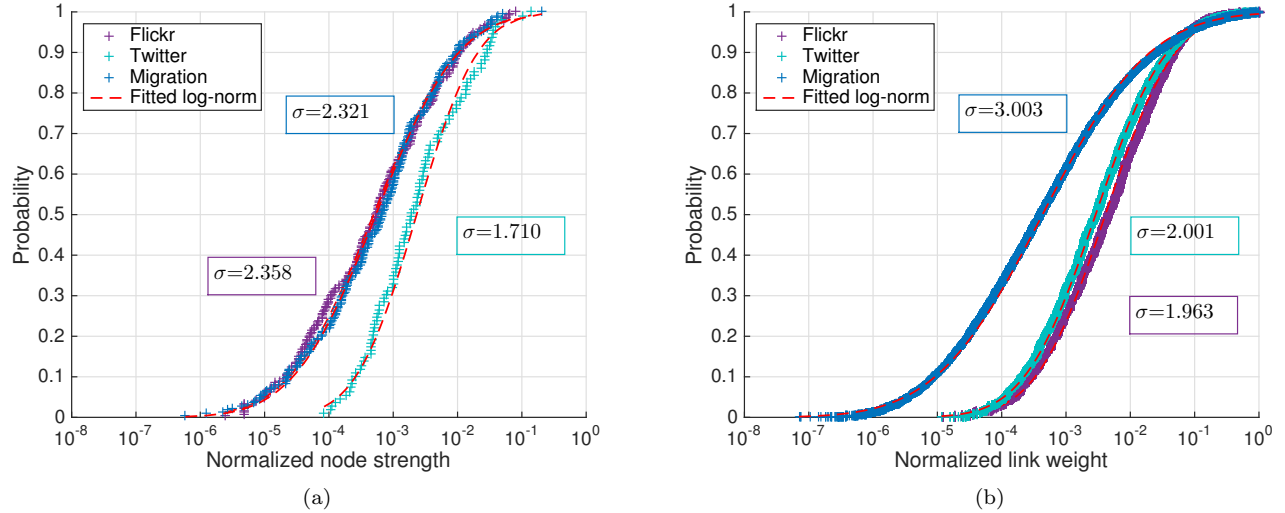 1
0.9
0.8
0.7
0.6
0.5
0.4
0.3
0.2
0.1
0
Probability
Flickr
Twitter
Migration
Fitted log-norm
σ=2.321
σ=1.710
σ=2.358
10^-8 10^-7 10^-6 10^-5 10^-4 10^-3 10^-2 10^-1 10^0
Normalized node strength
(a)
1
0.9
0.8
0.7
0.6
0.5
0.4
0.3
0.2
0.1
0
Probability
Flickr
Twitter
Migration
Fitted log-norm
σ=3.003
σ=2.001
σ=1.963
10^-8 10^-7 10^-6 10^-5 10^-4 10^-3 10^-2 10^-1 10^0
Normalized link weight
(b)